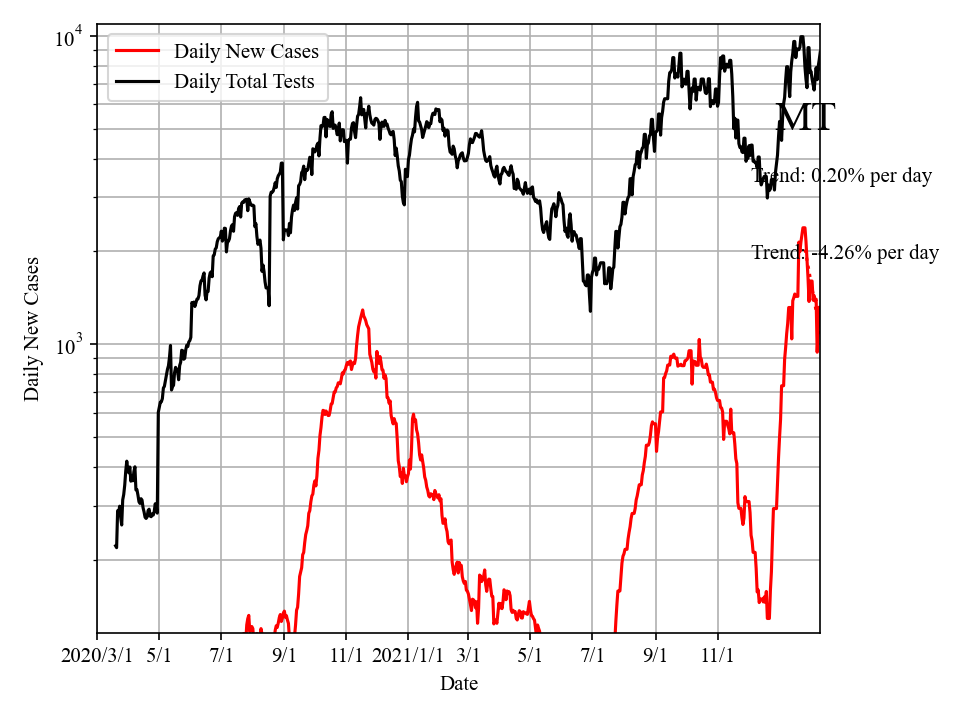 Daily New Cases
Daily Total Tests
10^4
MT
Trend: 0.20% per day
Trend: -4.26% per day
Daily New Cases
10^3
2020/3/1 5/1 7/1 9/1 11/1 2021/1/1 3/1 5/1 7/1 9/1 11/1
Date